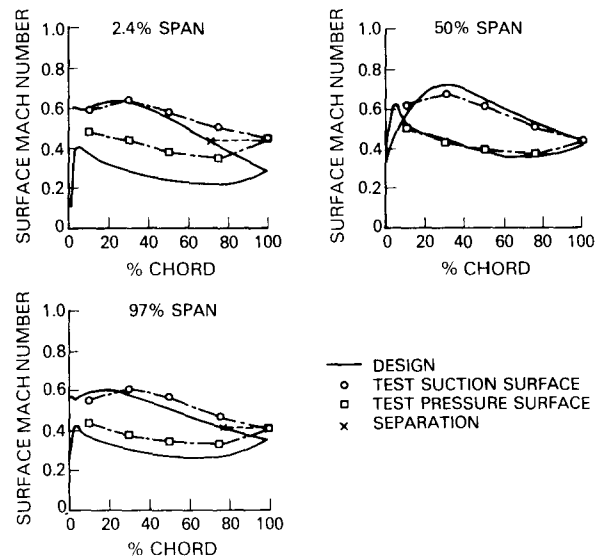 2.4% SPAN
SURFACE MACH NUMBER
1.0
0.8
0.6
0.4
0.2
0
0 20 40 60 80 100
% CHORD
50% SPAN
SURFACE MACH NUMBER
1.0
0.8
0.6
0.4
0.2
0
0 20 40 60 80 100
% CHORD
97% SPAN
SURFACE MACH NUMBER
1.0
0.8
0.6
0.4
0.2
0
0 20 40 60 80 100
% CHORD
DESIGN
TEST SUCTION SURFACE
TEST PRESSURE SURFACE
SEPARATION